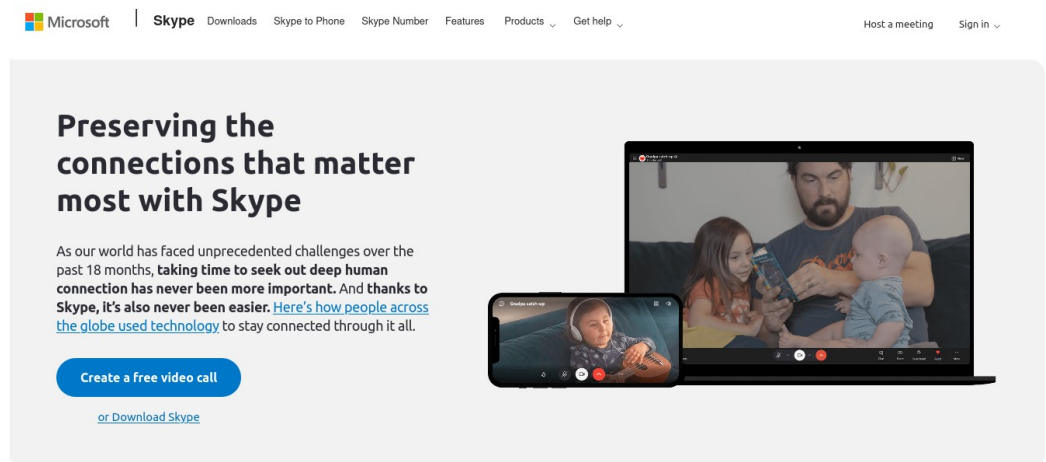 Microsoft
Skype Downloads Skype to Phone Skype Number Features Products Get help
Host a meeting Sign in
Preserving the
connections that matter
most with Skype
As our world has faced unprecedented challenges over the
past 18 months, taking time to seek out deep human
connection has never been more important. And thanks to
Skype, it’s also never been easier. Here’s how people across
the globe used technology to stay connected through it all.
Create a free video call
or Download Skype
Grandpa catch-up